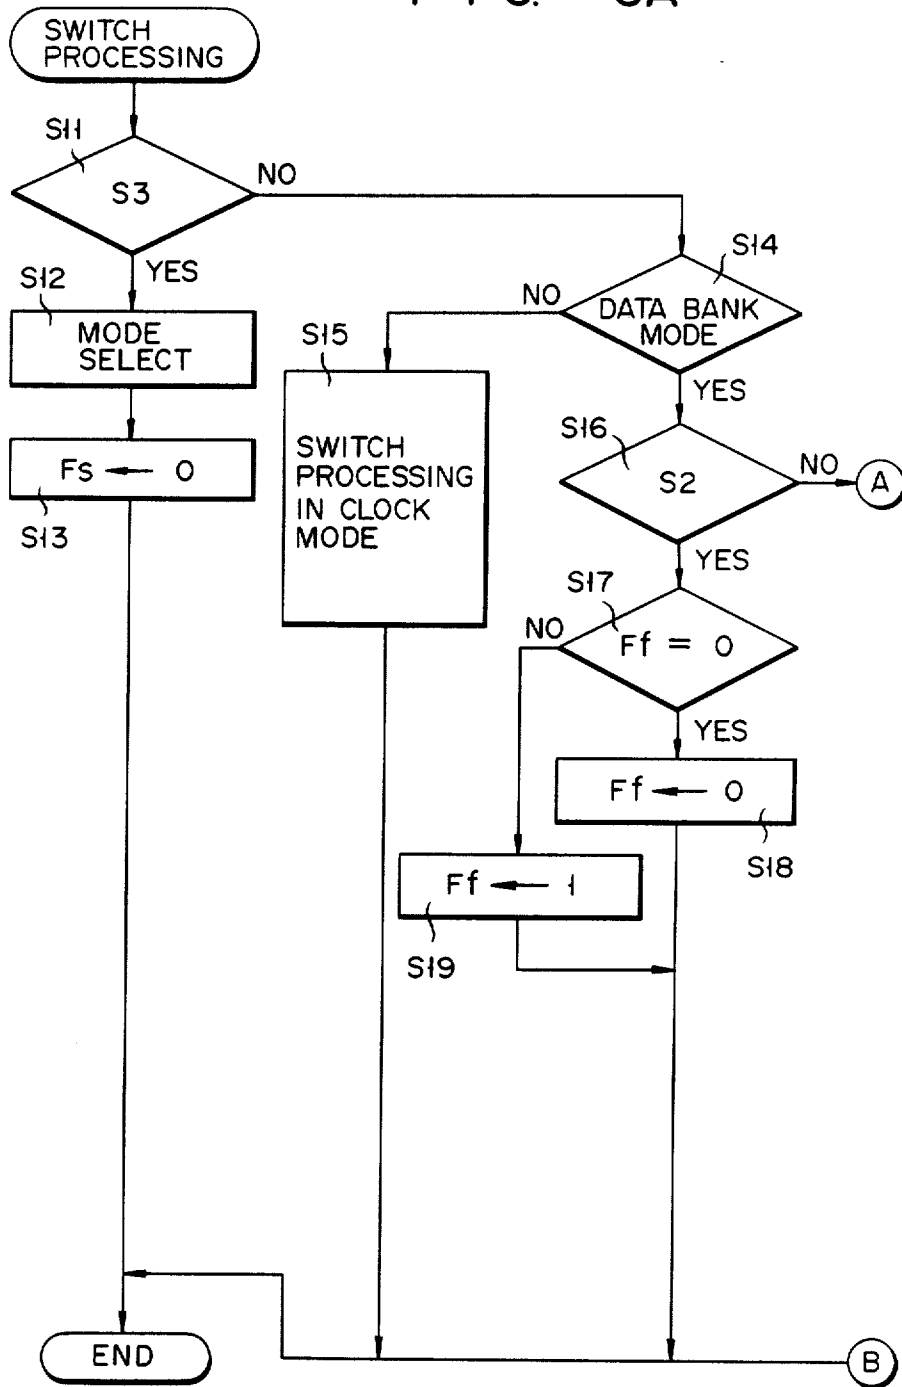 SWITCH
PROCESSING
S11
S3
NO
YES
S12
MODE
SELECT
Fs ← 0
S13
S14
DATA BANK
MODE
NO
YES
S15
SWITCH
PROCESSING
IN CLOCK
MODE
S16
S2
NO
A
YES
S17
Ff = 0
NO
YES
Ff ← 0
S18
Ff ← 1
S19
END
B